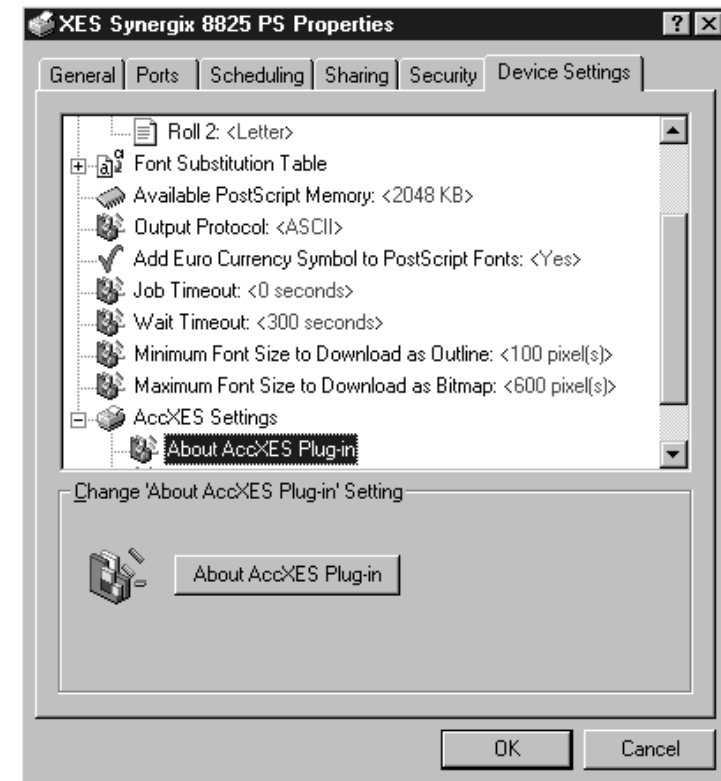 XES Synergix 8825 PS Properties
General Ports Scheduling Sharing Security Device Settings
Roll 2: <Letter>
Font Substitution Table
Available PostScript Memory: <2048 KB>
Output Protocol: <ASCII>
Add Euro Currency Symbol to PostScript Fonts: <Yes>
Job Timeout: <0 seconds>
Wait Timeout: <300 seconds>
Minimum Font Size to Download as Outline: <100 pixel(s)>
Maximum Font Size to Download as Bitmap: <600 pixel(s)>
AccXES Settings
About AccXES Plug-in
Change 'About AccXES Plug-in' Setting
About AccXES Plug-in
OK Cancel